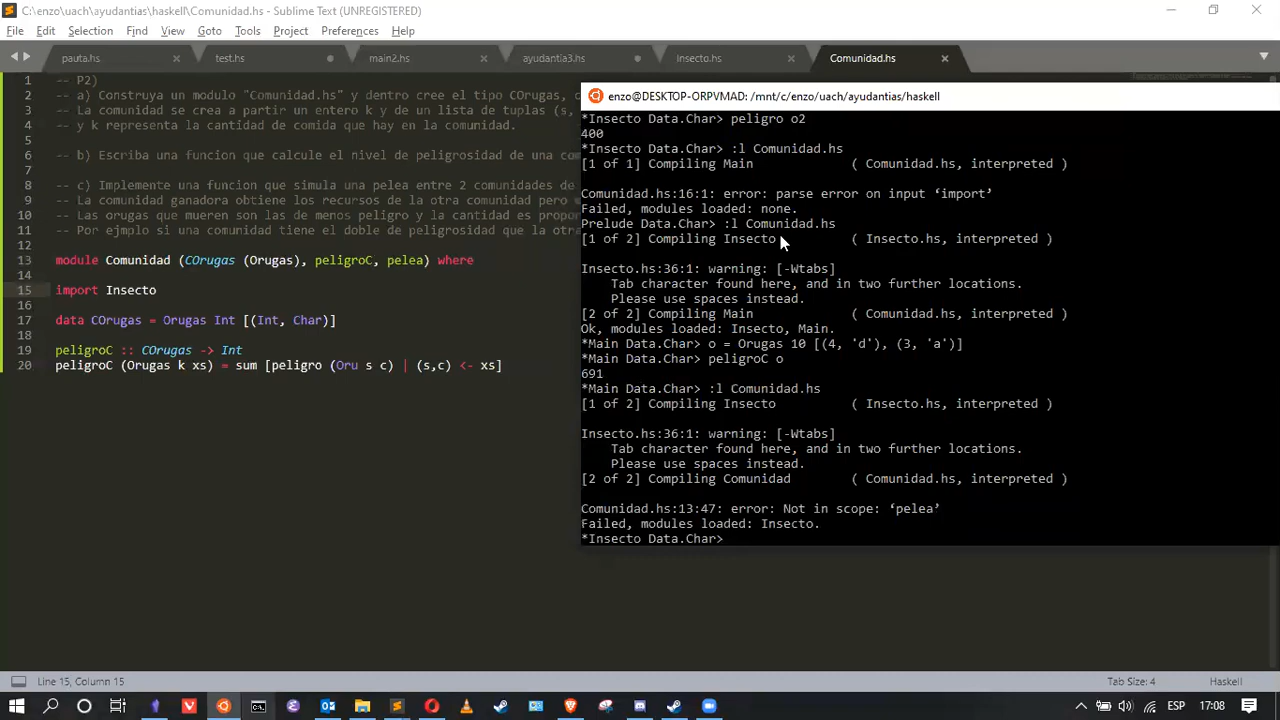 C:\enzo\uach\ayudantias\haskell\Comunidad.hs - Sublime Text (UNREGISTERED)
File Edit Selection Find View Goto Tools Project Preferences Help
pauta.hs test.hs main2.hs ayudantia3.hs Insecto.hs Comunidad.hs
1 -- P2)
2 -- a) Construya un modulo "Comunidad.hs" y dentro cree el tipo COrugas,
3 -- La comunidad se crea a partir un entero k y de un lista de tuplas (s,
4 -- y k representa la cantidad de comida que hay en la comunidad.
5
6 -- b) Escriba una funcion que calcule el nivel de peligrosidad de una com
7
8 -- c) Implemente una funcion que simula una pelea entre 2 comunidades de
9 -- La comunidad ganadora obtiene los recursos de la otra comunidad pero
10 -- Las orugas que mueren son las de menos peligro y la cantidad es propor
11 -- Por ejmplo si una comunidad tiene el doble de peligrosidad que la otra
12
13 module Comunidad (COrugas (Orugas), peligroC, pelea) where
14
15 import Insecto
16
17 data COrugas = Orugas Int [(Int, Char)]
18
19 peligroC :: COrugas -> Int
20 peligroC (Orugas k xs) = sum [peligro (Oru s c) | (s,c) <- xs]
enzo@DESKTOP-ORPVMAD: /mnt/c/enzo/uach/ayudantias/haskell
*Insecto Data.Char> peligro o2
400
*Insecto Data.Char> :l Comunidad.hs
[1 of 1] Compiling Main ( Comunidad.hs, interpreted )
Comunidad.hs:16:1: error: parse error on input ‘import’
Failed, modules loaded: none.
Prelude Data.Char> :l Comunidad.hs
[1 of 2] Compiling Insecto ( Insecto.hs, interpreted )
Insecto.hs:36:1: warning: [-Wtabs]
Tab character found here, and in two further locations.
Please use spaces instead.
[2 of 2] Compiling Main ( Comunidad.hs, interpreted )
Ok, modules loaded: Insecto, Main.
*Main Data.Char> o = Orugas 10 [(4, 'd'), (3, 'a')]
*Main Data.Char> peligroC o
691
*Main Data.Char> :l Comunidad.hs
[1 of 2] Compiling Insecto ( Insecto.hs, interpreted )
Insecto.hs:36:1: warning: [-Wtabs]
Tab character found here, and in two further locations.
Please use spaces instead.
[2 of 2] Compiling Comunidad ( Comunidad.hs, interpreted )
Comunidad.hs:13:47: error: Not in scope: ‘pelea’
Failed, modules loaded: Insecto.
*Insecto Data.Char>
Line 15, Column 15 Tab Size: 4 Haskell
ESP 17:08